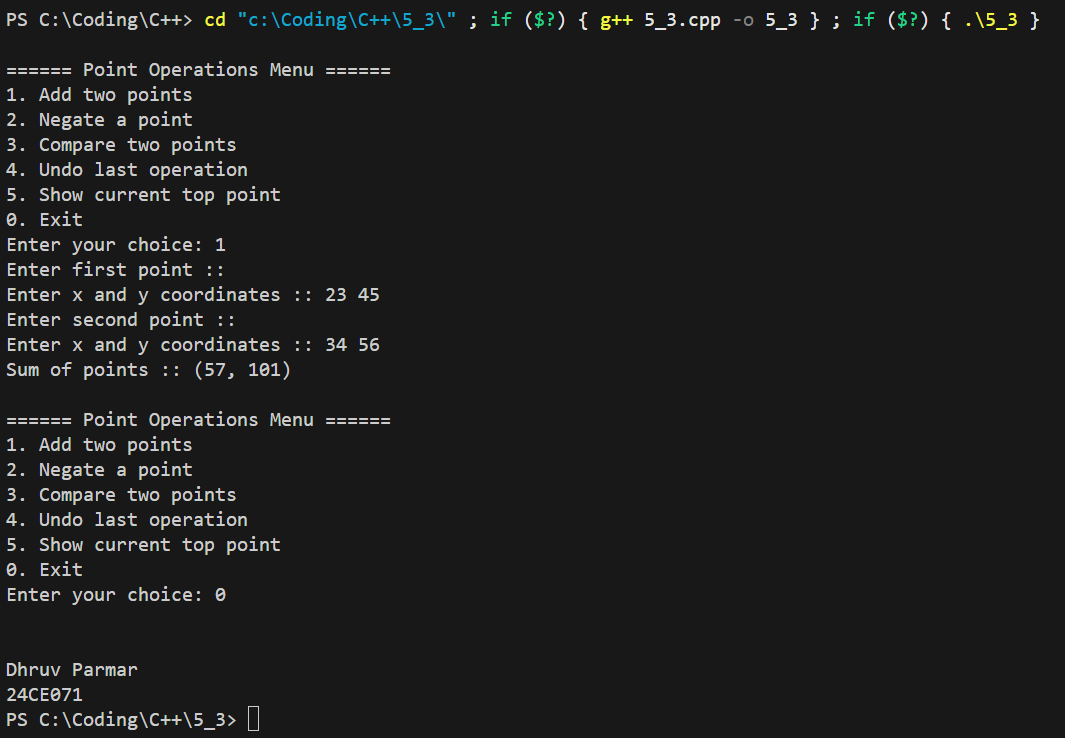 PS C:\Coding\C++> cd "c:\Coding\C++\5_3\" ; if ($?) { g++ 5_3.cpp -o 5_3 } ; if ($?) { .\5_3 }
====== Point Operations Menu ======
1. Add two points
2. Negate a point
3. Compare two points
4. Undo last operation
5. Show current top point
0. Exit
Enter your choice: 1
Enter first point ::
Enter x and y coordinates :: 23 45
Enter second point ::
Enter x and y coordinates :: 34 56
Sum of points :: (57, 101)
====== Point Operations Menu ======
1. Add two points
2. Negate a point
3. Compare two points
4. Undo last operation
5. Show current top point
0. Exit
Enter your choice: 0
Dhruv Parmar
24CE071
PS C:\Coding\C++\5_3>